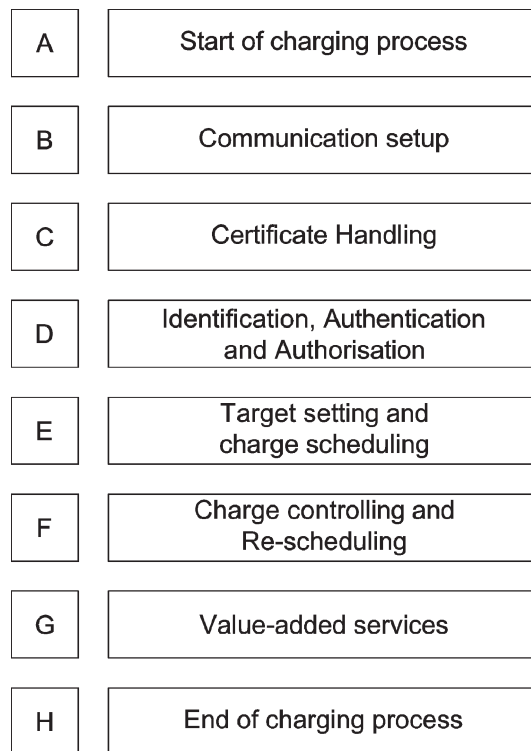 A
Start of charging process
B
Communication setup
C
Certificate Handling
D
Identification, Authentication
and Authorisation
E
Target setting and
charge scheduling
F
Charge controlling and
Re-scheduling
G
Value-added services
H
End of charging process